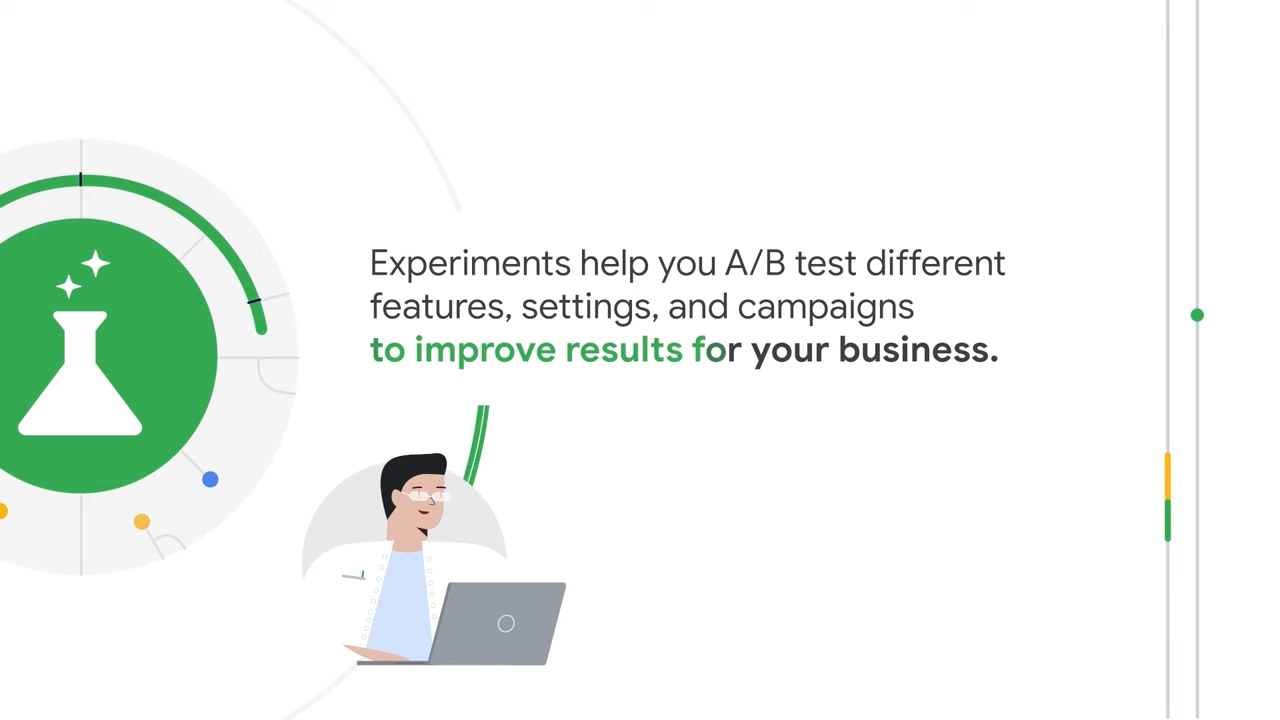 Experiments help you A/B test different
features, settings, and campaigns
to improve results for your business.